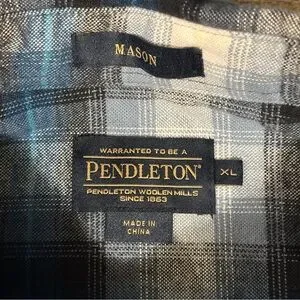 MASON
WARRANTED TO BE A
PENDLETON®
XL
PENDLETON WOOLEN MILLS
SINCE 1863
MADE IN
CHINA